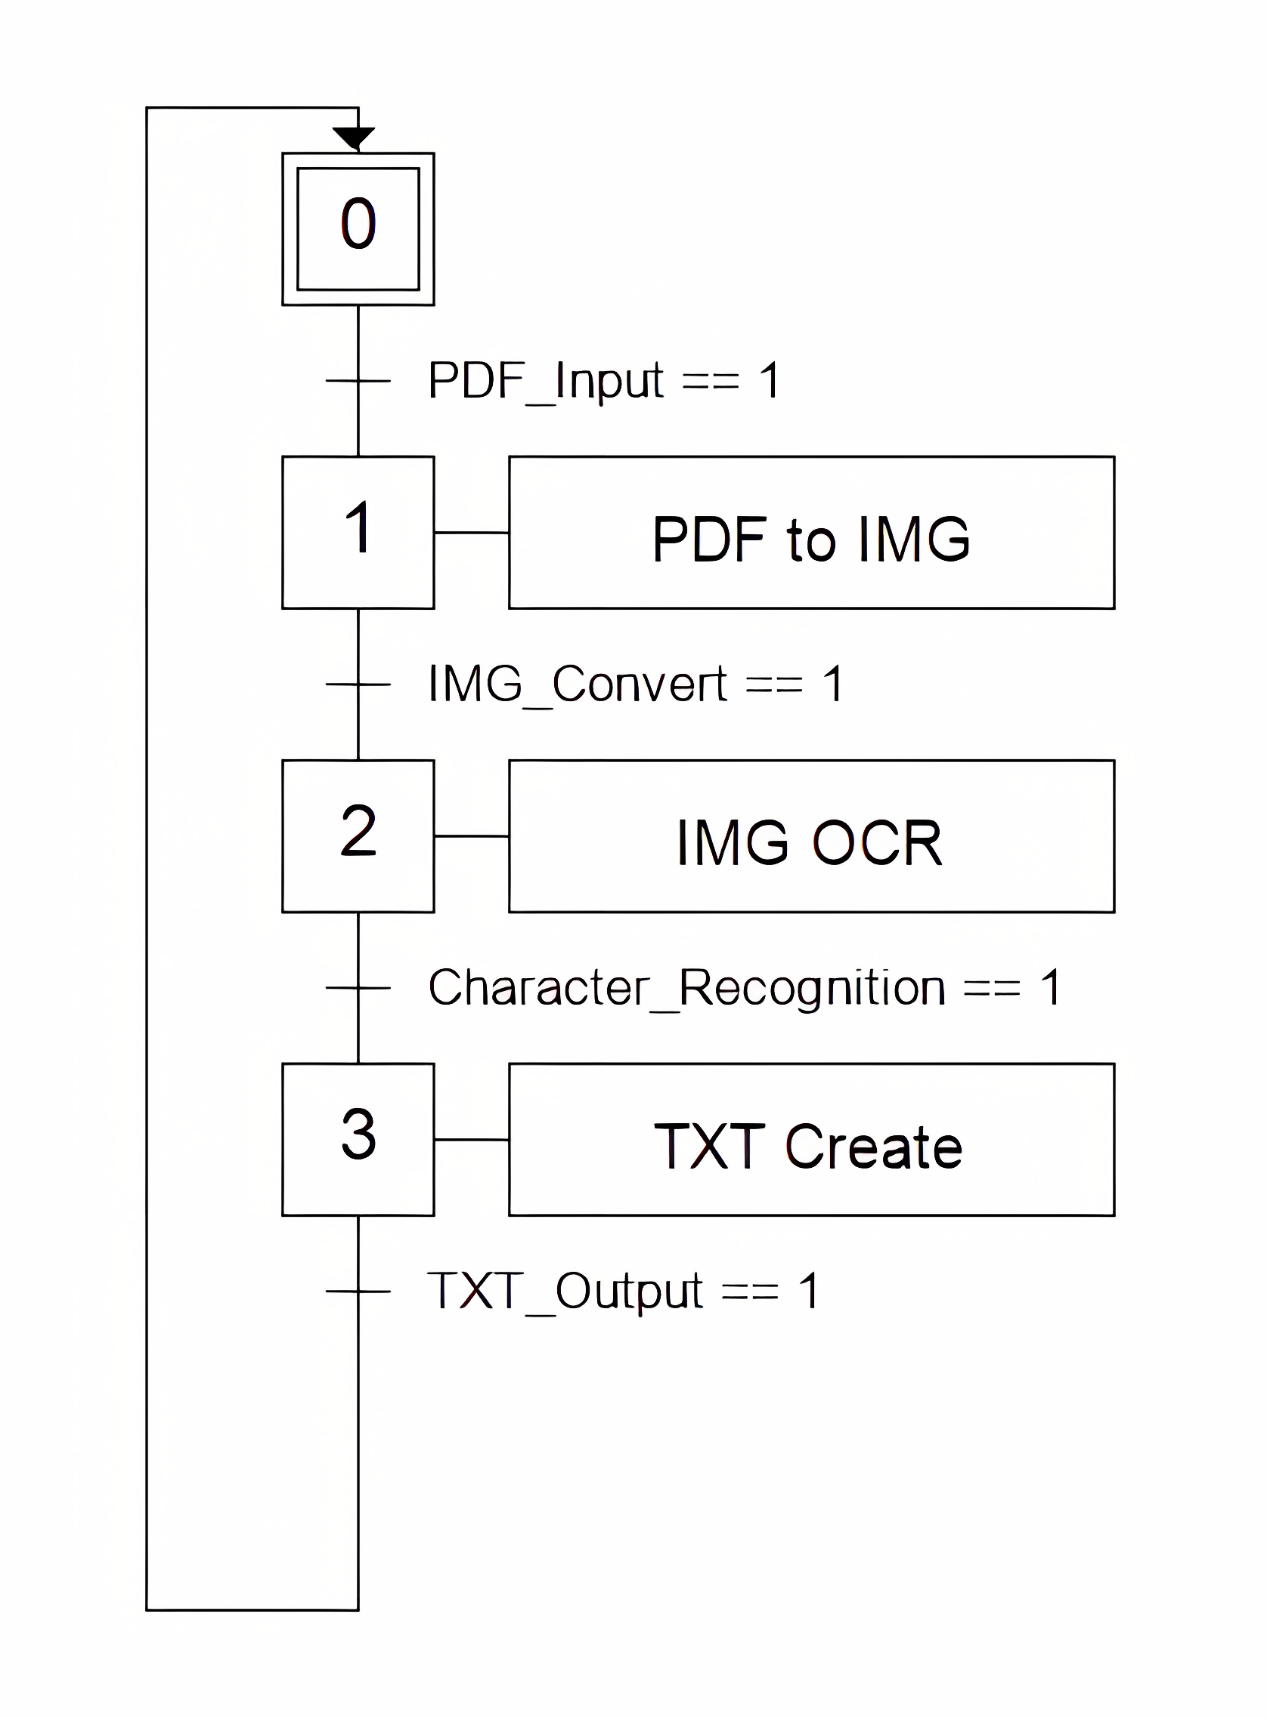 0
PDF_Input == 1
1
PDF to IMG
IMG_Convert == 1
2
IMG OCR
Character_Recognition == 1
3
TXT Create
TXT_Output == 1